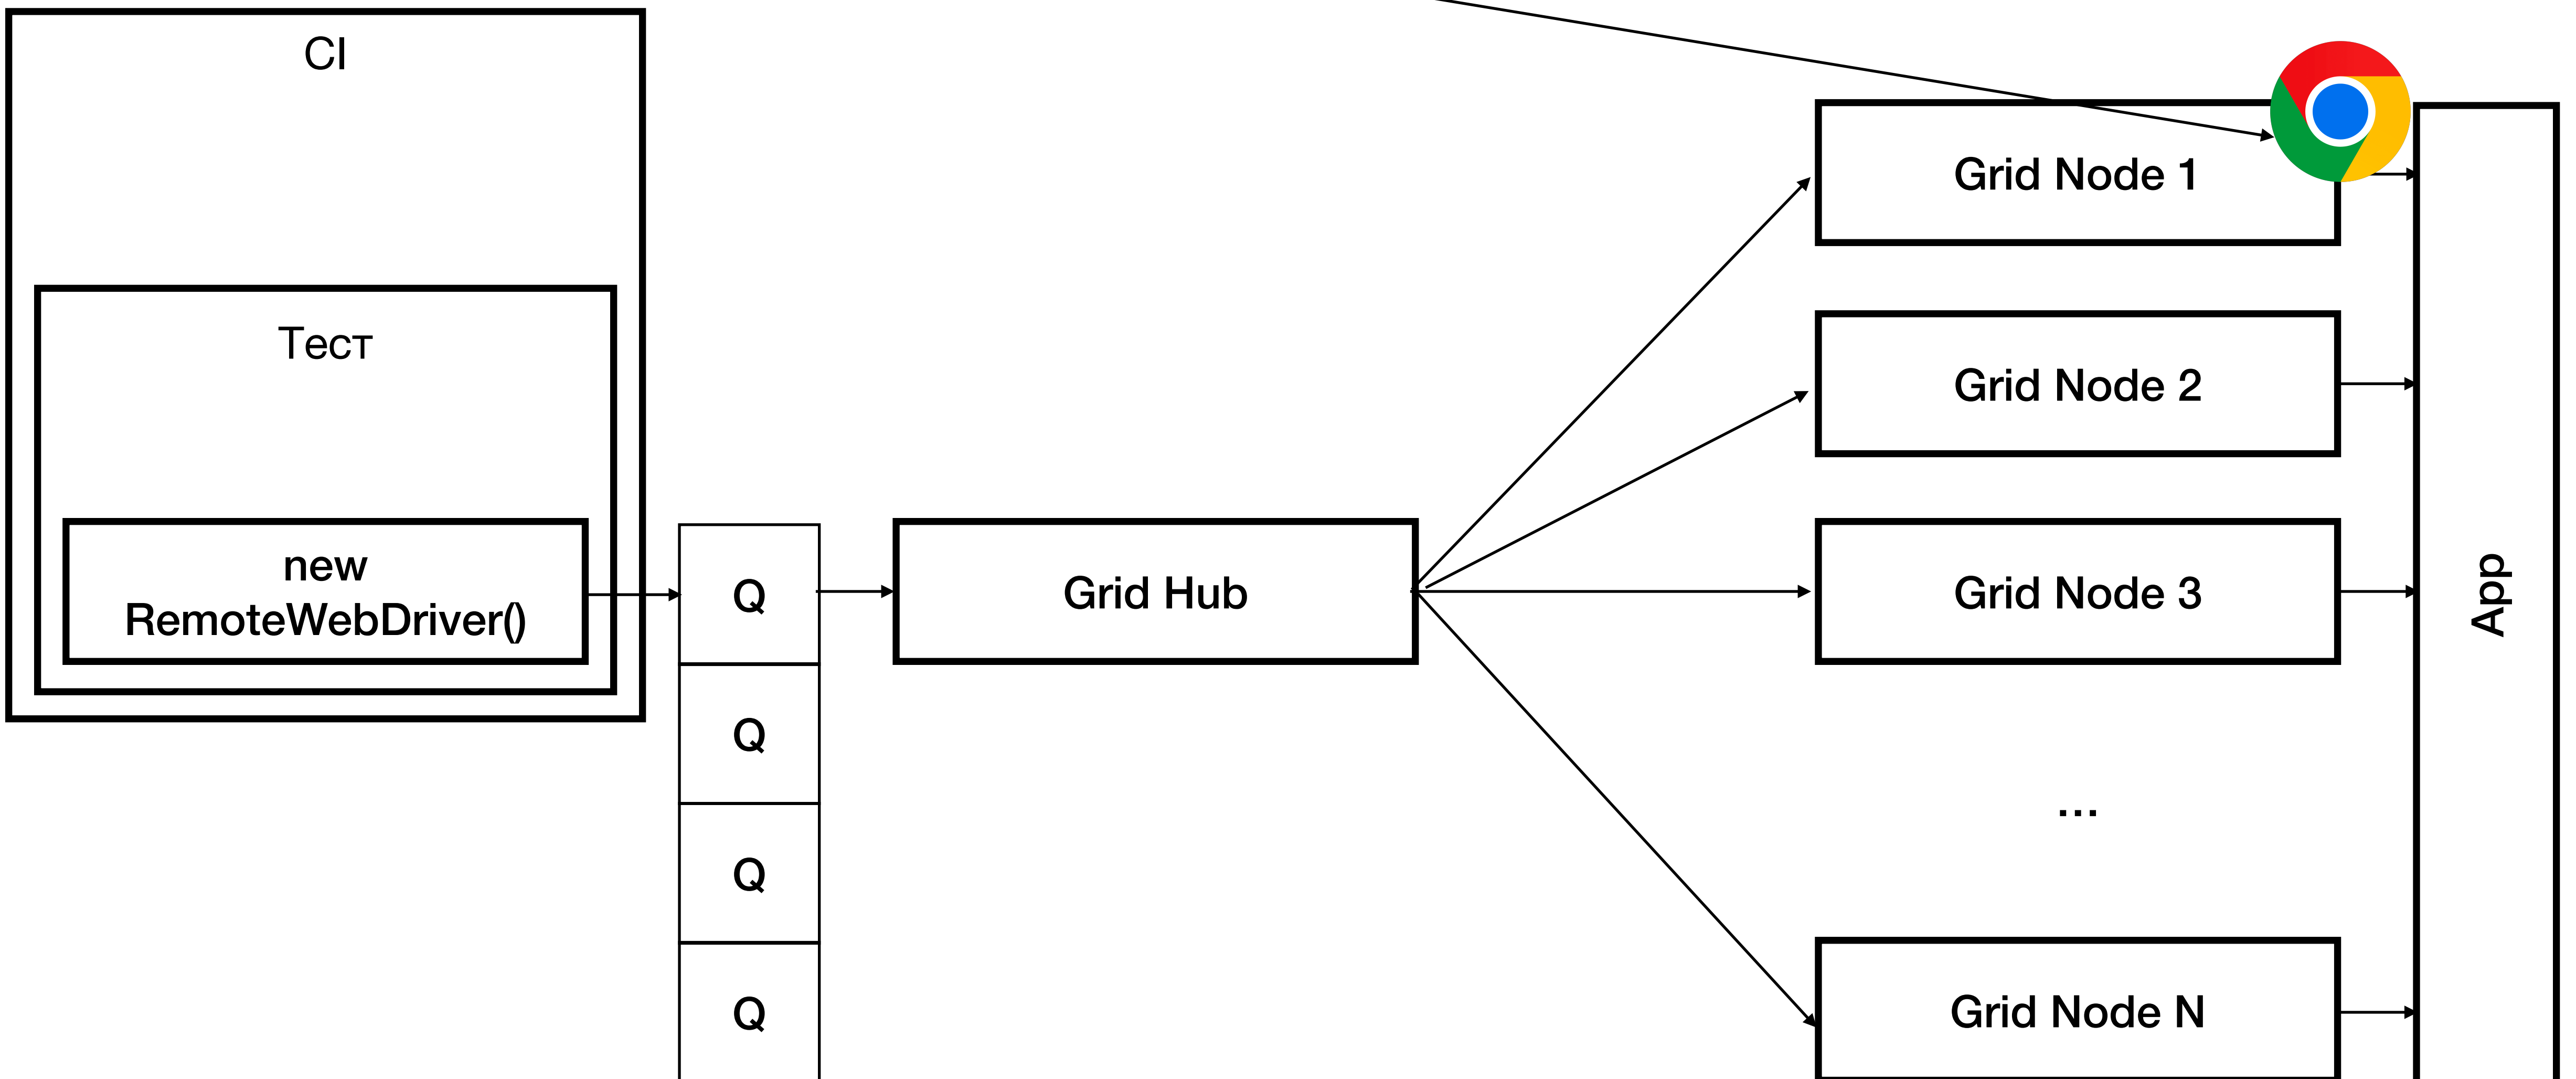 CI
Тест
new
RemoteWebDriver()
Q
Q
Q
Q
Grid Hub
Grid Node 1
Grid Node 2
Grid Node 3
...
Grid Node N
App